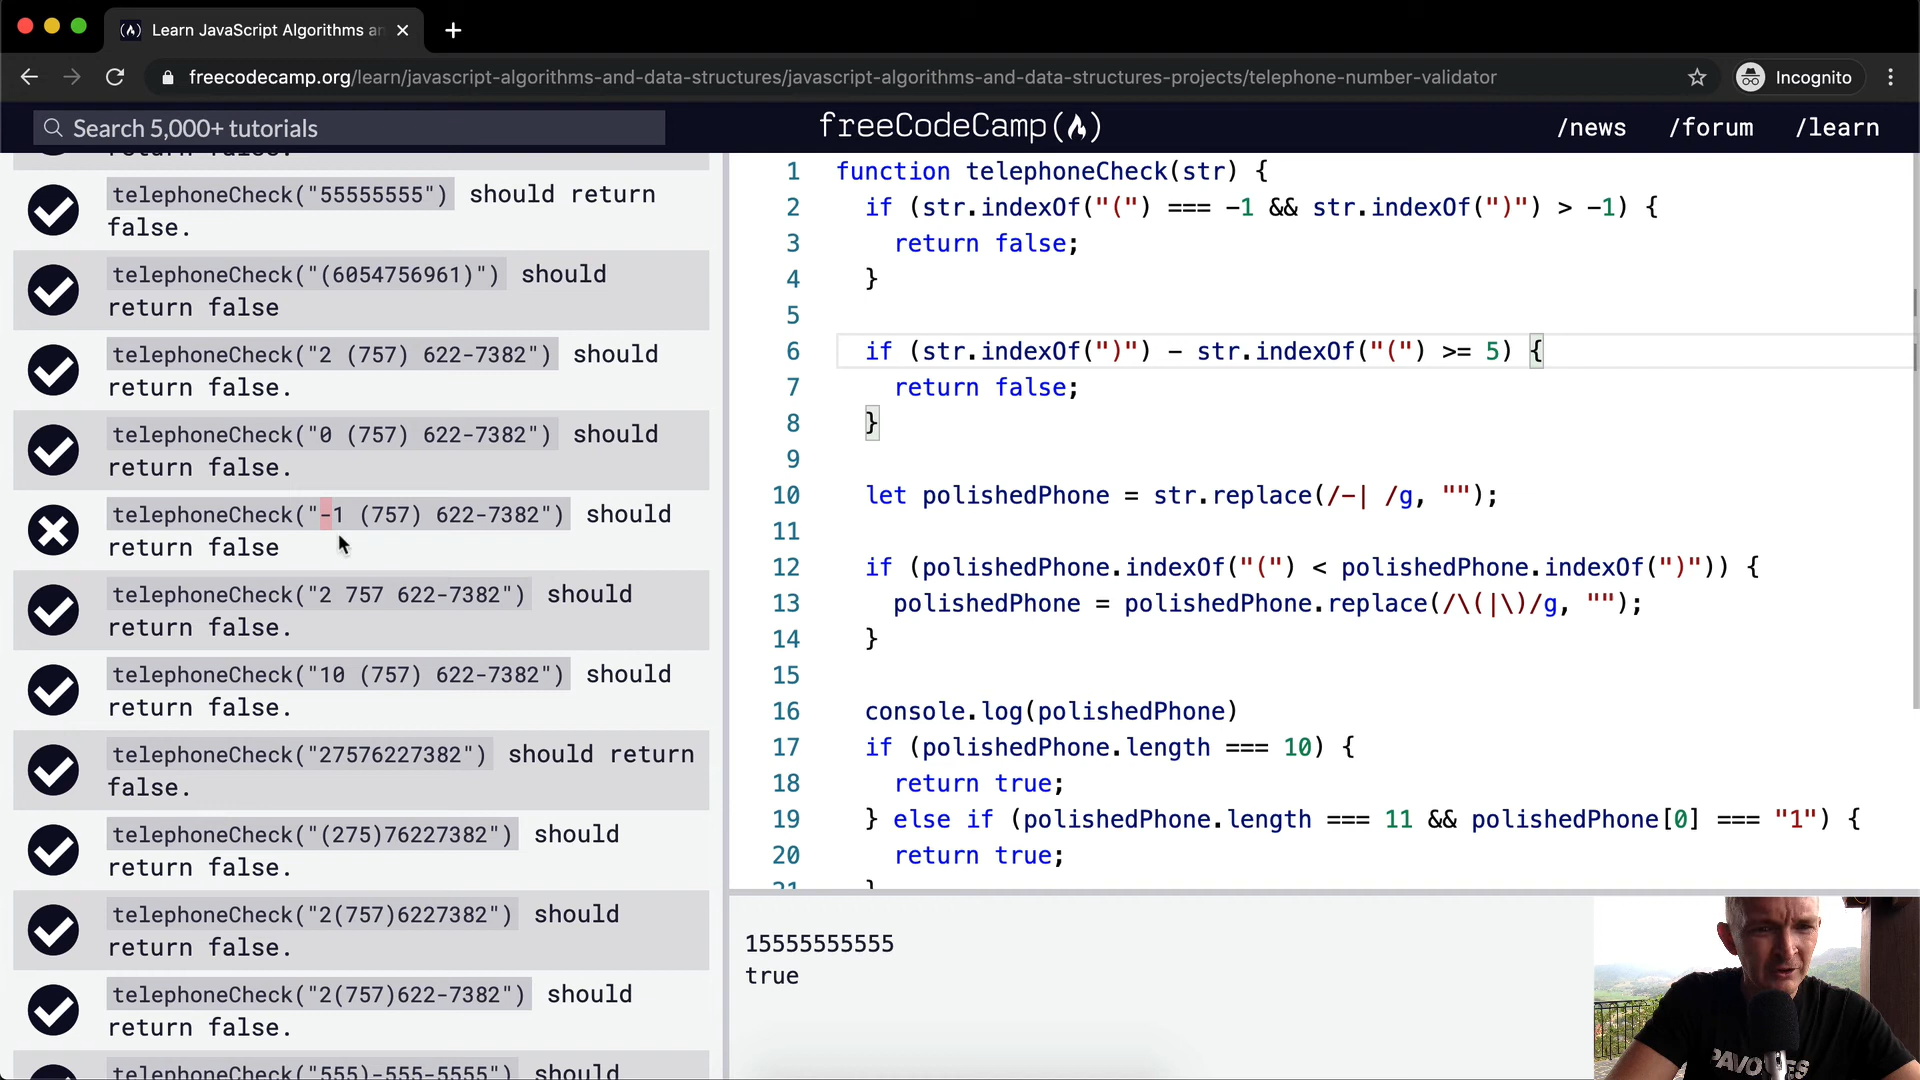 Learn JavaScript Algorithms an
freecodecamp.org/learn/javascript-algorithms-and-data-structures/javascript-algorithms-and-data-structures-projects/telephone-number-validator
Incognito
Search 5,000+ tutorials
freeCodeCamp
/news
/forum
/learn
return false.
telephoneCheck("55555555") should return
false.
telephoneCheck("(6054756961)") should
return false
telephoneCheck("2 (757) 622-7382") should
return false.
telephoneCheck("0 (757) 622-7382") should
return false.
telephoneCheck("-1 (757) 622-7382") should
return false
telephoneCheck("2 757 622-7382") should
return false.
telephoneCheck("10 (757) 622-7382") should
return false.
telephoneCheck("27576227382") should return
false.
telephoneCheck("(275)76227382") should
return false.
telephoneCheck("2(757)6227382") should
return false.
telephoneCheck("2(757)622-7382") should
return false.
telephoneCheck("555)-555-5555") should
1 function telephoneCheck(str) {
2 if (str.indexOf("(") === -1 && str.indexOf(")") > -1) {
3 return false;
4 }
5
6 if (str.indexOf(")") - str.indexOf("(") >= 5) {
7 return false;
8 }
9
10 let polishedPhone = str.replace(/-| /g, "");
11
12 if (polishedPhone.indexOf("(") < polishedPhone.indexOf(")")) {
13 polishedPhone = polishedPhone.replace(/\(|\)/g, "");
14 }
15
16 console.log(polishedPhone)
17 if (polishedPhone.length === 10) {
18 return true;
19 } else if (polishedPhone.length === 11 && polishedPhone[0] === "1") {
20 return true;
21 }
15555555555
true